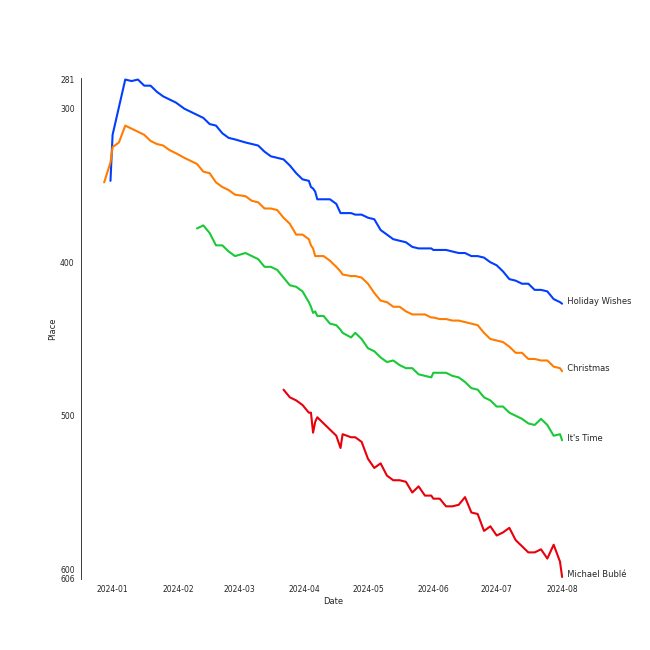 281
300
400
500
600
606
Place
Holiday Wishes
Christmas
It's Time
Michael Bublé
2024-01 2024-02 2024-03 2024-04 2024-05 2024-06 2024-07 2024-08
Date